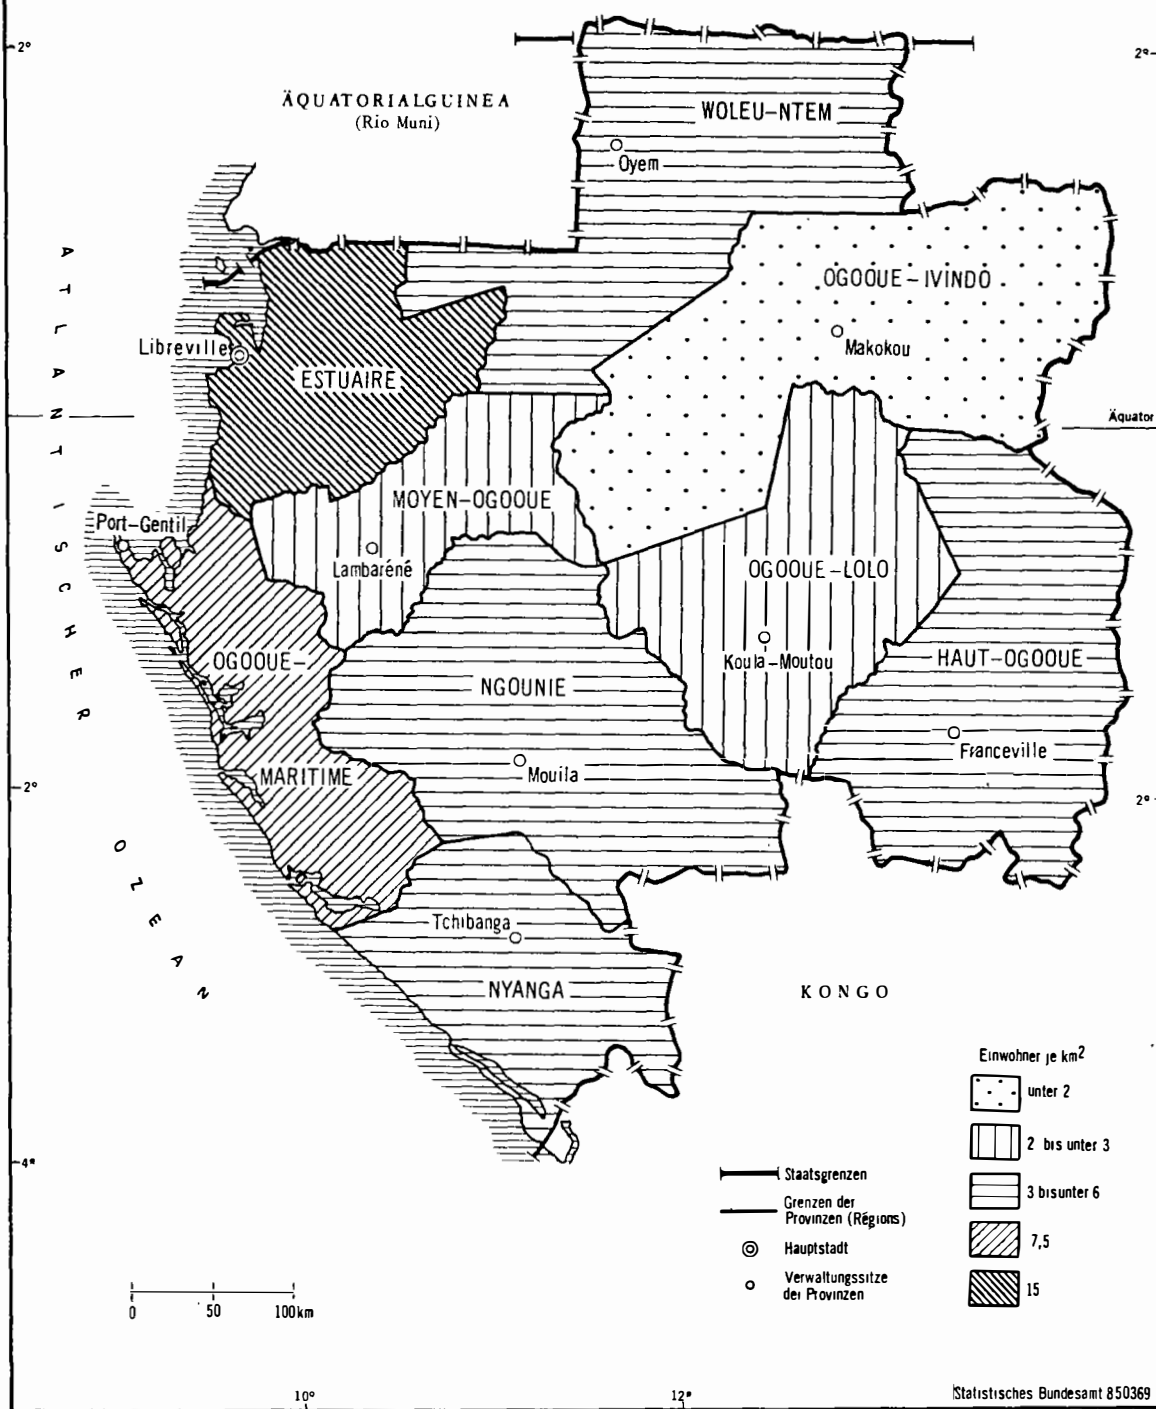 2°
2°
ÄQUATORIALGUINEA
(Rio Muni)
WOLEU-NTEM
Oyem
ATLANTISCHER OZEAN
OGOOUE-IVINDO
Makokou
Libreville
ESTUAIRE
Äquator
MOYEN-OGOOUE
Port-Gentil
Lambaréné
OGOOUE-LOLO
Koula-Moutou
OGOOUE-
MARITIME
NGOUNIE
HAUT-OGOOUE
Mouila
Franceville
2°
2°
Tchibanga
NYANGA
KONGO
4°
Einwohner je km²
unter 2
2 bis unter 3
3 bis unter 6
7,5
15
Staatsgrenzen
Grenzen der
Provinzen (Régions)
Hauptstadt
Verwaltungssitze
der Provinzen
0 50 100km
10°
12°
Statistisches Bundesamt 850369